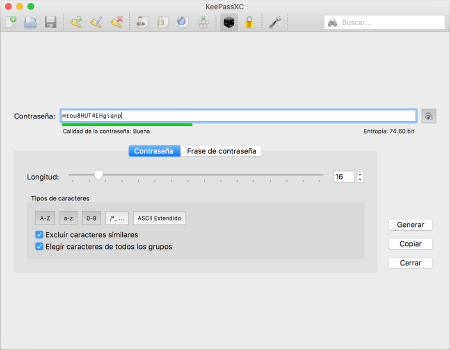 KeePassXC
Buscar...
Contraseña: mtou8HUT4EHgiqnp
Calidad de la contraseña: Buena Entropía: 74.60 bit
Contraseña Frase de contraseña
Longitud: 16
Tipos de caracteres
A-Z a-z 0-9 /*_ ... ASCII Extendido
Excluir caracteres similares
Elegir caracteres de todos los grupos
Generar
Copiar
Cerrar